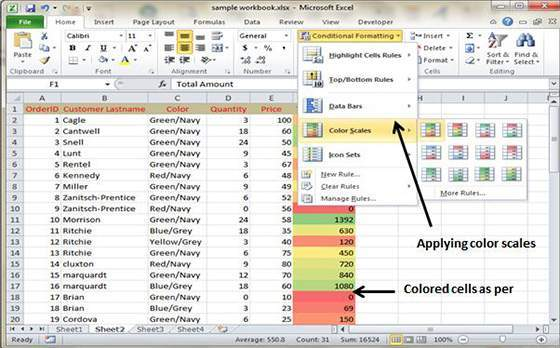 sample workbook.xlsx - Microsoft Excel
File Home Insert Page Layout Formulas Data Review View Developer
Calibri 11 General Conditional Formatting Insert
Paste Sort & Filter Find & Select
Clipboard Font Alignment Editing
F1 fx Total Amount
Highlight Cells Rules
Top/Bottom Rules
Data Bars
Color Scales
Icon Sets
New Rule...
Clear Rules
Manage Rules...
More Rules...
A B C D E H I J
1 OrderID Customer Lastname Color Quantity Price
2 1 Cagle Green/Navy 3 100
3 2 Cantwell Green/Navy 18 60
4 3 Snell Green/Navy 24 50
5 4 Lunt Green/Navy 9 45
6 5 Rentel Green/Navy 3 67
7 6 Kennedy Red/Navy 6 48
8 7 Miller Green/Navy 9 49
9 8 Zanitsch-Prentice Green/Navy 6 52
10 9 Zanitsch-Prentice Red/Navy 0 56 0
11 10 Morrison Green/Navy 24 58 1392
12 11 Ritchie Blue/Grey 18 35 630
13 12 Ritchie Yellow/Grey 3 40 120
14 13 Ritchie Green/Navy 6 75 450
15 14 cluxton Red/Navy 9 80 720
16 15 marquardt Green/Navy 12 70 840
17 16 marquardt Blue/Grey 18 60 1080
18 17 Brian Green/Navy 0 10 0
19 18 Brian Green/Navy 3 23 69
20 19 Cordova Green/Navy 6 25 150
Applying color scales
Colored cells as per
Sheet1 Sheet2 Sheet3 Sheet4 Sheet5
Ready Average: 550.8 Count: 31 Sum: 16524 100%